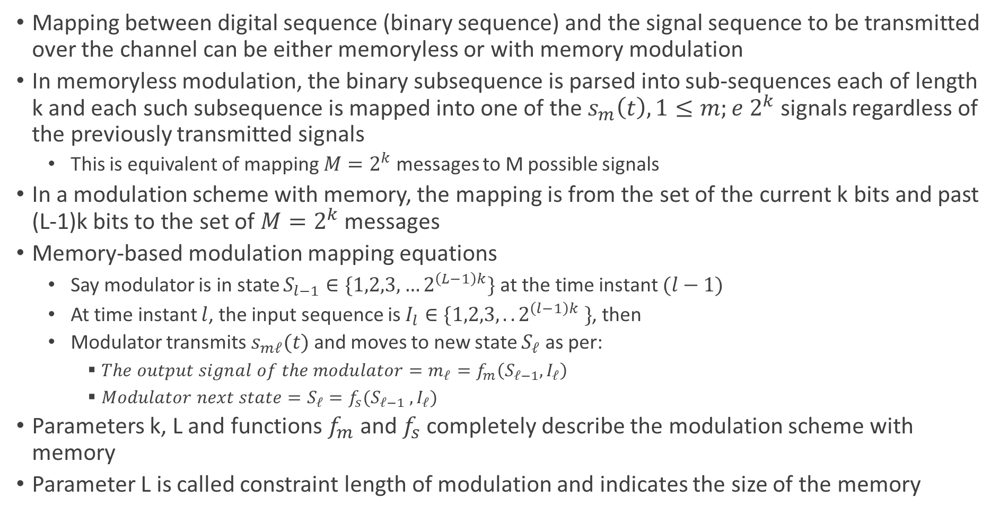 • Mapping between digital sequence (binary sequence) and the signal sequence to be transmitted
over the channel can be either memoryless or with memory modulation
• In memoryless modulation, the binary subsequence is parsed into sub-sequences each of length
k and each such subsequence is mapped into one of the $s_m(t), 1 \leq m; e\ 2^k$ signals regardless of
the previously transmitted signals
• This is equivalent of mapping $M = 2^k$ messages to M possible signals
• In a modulation scheme with memory, the mapping is from the set of the current k bits and past
(L-1)k bits to the set of $M = 2^k$ messages
• Memory-based modulation mapping equations
• Say modulator is in state $S_{l-1} \in \{1,2,3, \ldots 2^{(L-1)k}\}$ at the time instant $(l-1)$
• At time instant $l$, the input sequence is $I_l \in \{1,2,3,..2^{(l-1)k}\ \}$, then
• Modulator transmits $s_{m\ell}(t)$ and moves to new state $S_\ell$ as per:
▪ The output signal of the modulator $= m_\ell = f_m(S_{\ell-1}, I_\ell)$
▪ Modulator next state $= S_\ell = f_s(S_{\ell-1}, I_\ell)$
• Parameters k, L and functions $f_m$ and $f_s$ completely describe the modulation scheme with
memory
• Parameter L is called constraint length of modulation and indicates the size of the memory